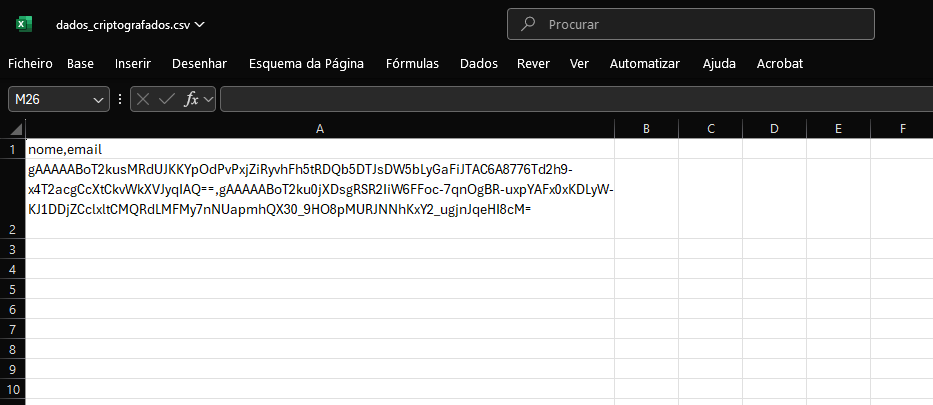 dados_criptografados.csv
Procurar
Ficheiro Base Inserir Desenhar Esquema da Página Fórmulas Dados Rever Ver Automatizar Ajuda Acrobat
M26 fx
A B C D E F
1 nome,email
gAAAAABoT2kusMRdUJKKYpOdPvPxjZiRyvhFh5tRDQb5DTJsDW5bLyGaFiJTAC6A8776Td2h9-
x4T2acgCcXtCkvWkXVJyqIAQ==,gAAAAABoT2ku0jXDsgRSR2IiW6FFoc-7qnOgBR-uxpYAFx0xKDLyW-
2 KJ1DDjZCclxltCMQRdLMFMy7nNUapmhQX30_9HO8pMURJNNhKxY2_ugjnJqeHI8cM=
3
4
5
6
7
8
9
10